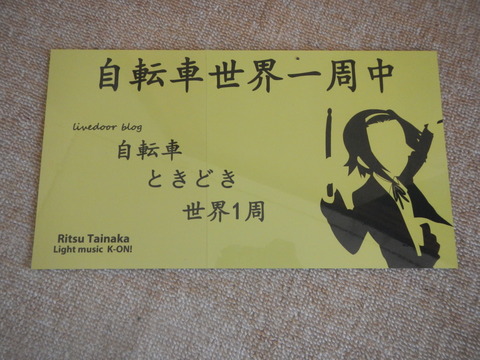 自転車世界一周中
livedoor blog
自転車
ときどき
世界1周
Ritsu Tainaka
Light music K-ON!